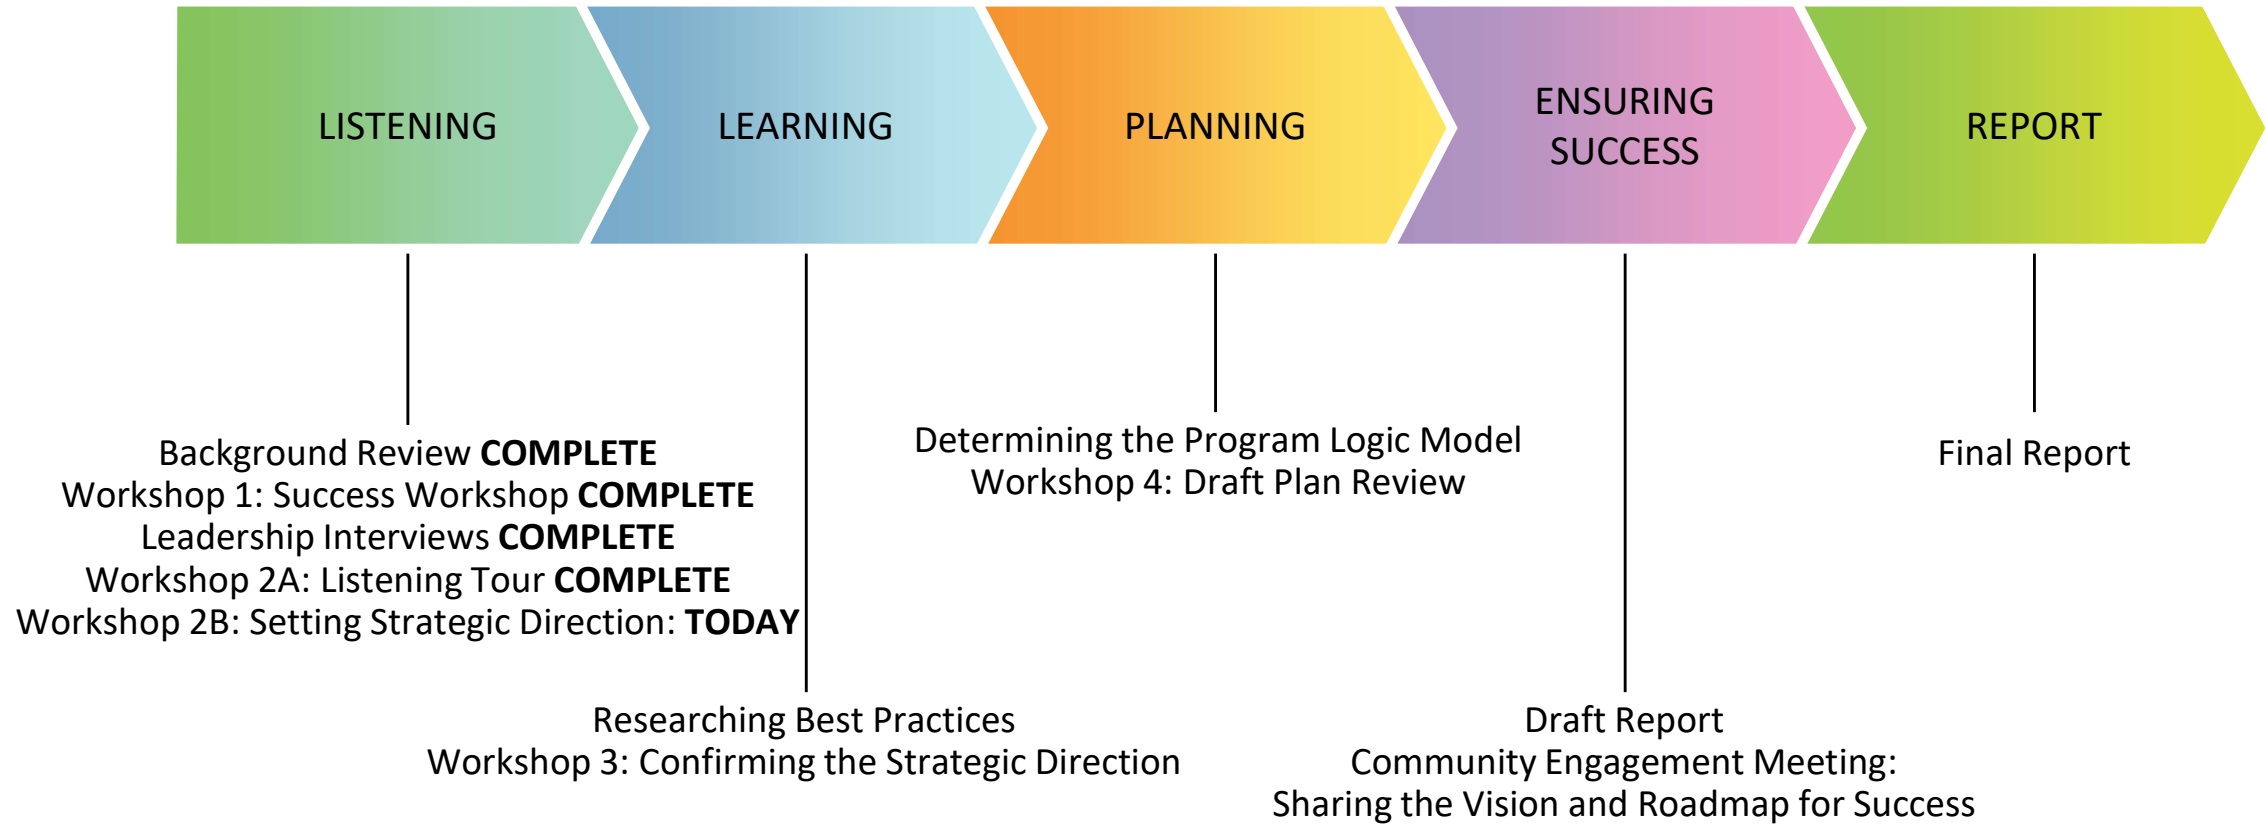 LISTENING
LEARNING
PLANNING
ENSURING
SUCCESS
REPORT
Background Review COMPLETE
Workshop 1: Success Workshop COMPLETE
Leadership Interviews COMPLETE
Workshop 2A: Listening Tour COMPLETE
Workshop 2B: Setting Strategic Direction: TODAY
Researching Best Practices
Workshop 3: Confirming the Strategic Direction
Determining the Program Logic Model
Workshop 4: Draft Plan Review
Draft Report
Community Engagement Meeting:
Sharing the Vision and Roadmap for Success
Final Report